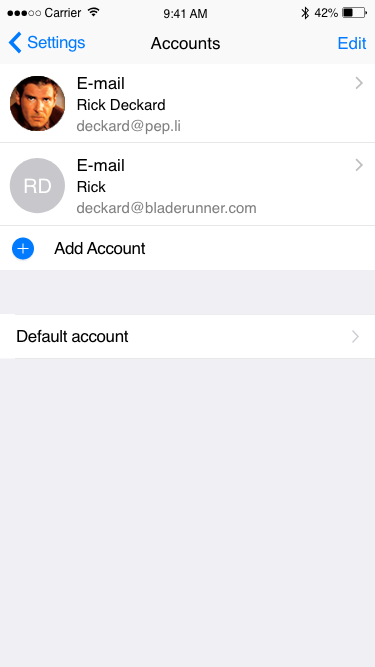 Carrier 9:41 AM 42%
Settings Accounts Edit
E-mail
Rick Deckard
deckard@pep.li
E-mail
RD
Rick
deckard@bladerunner.com
Add Account
Default account